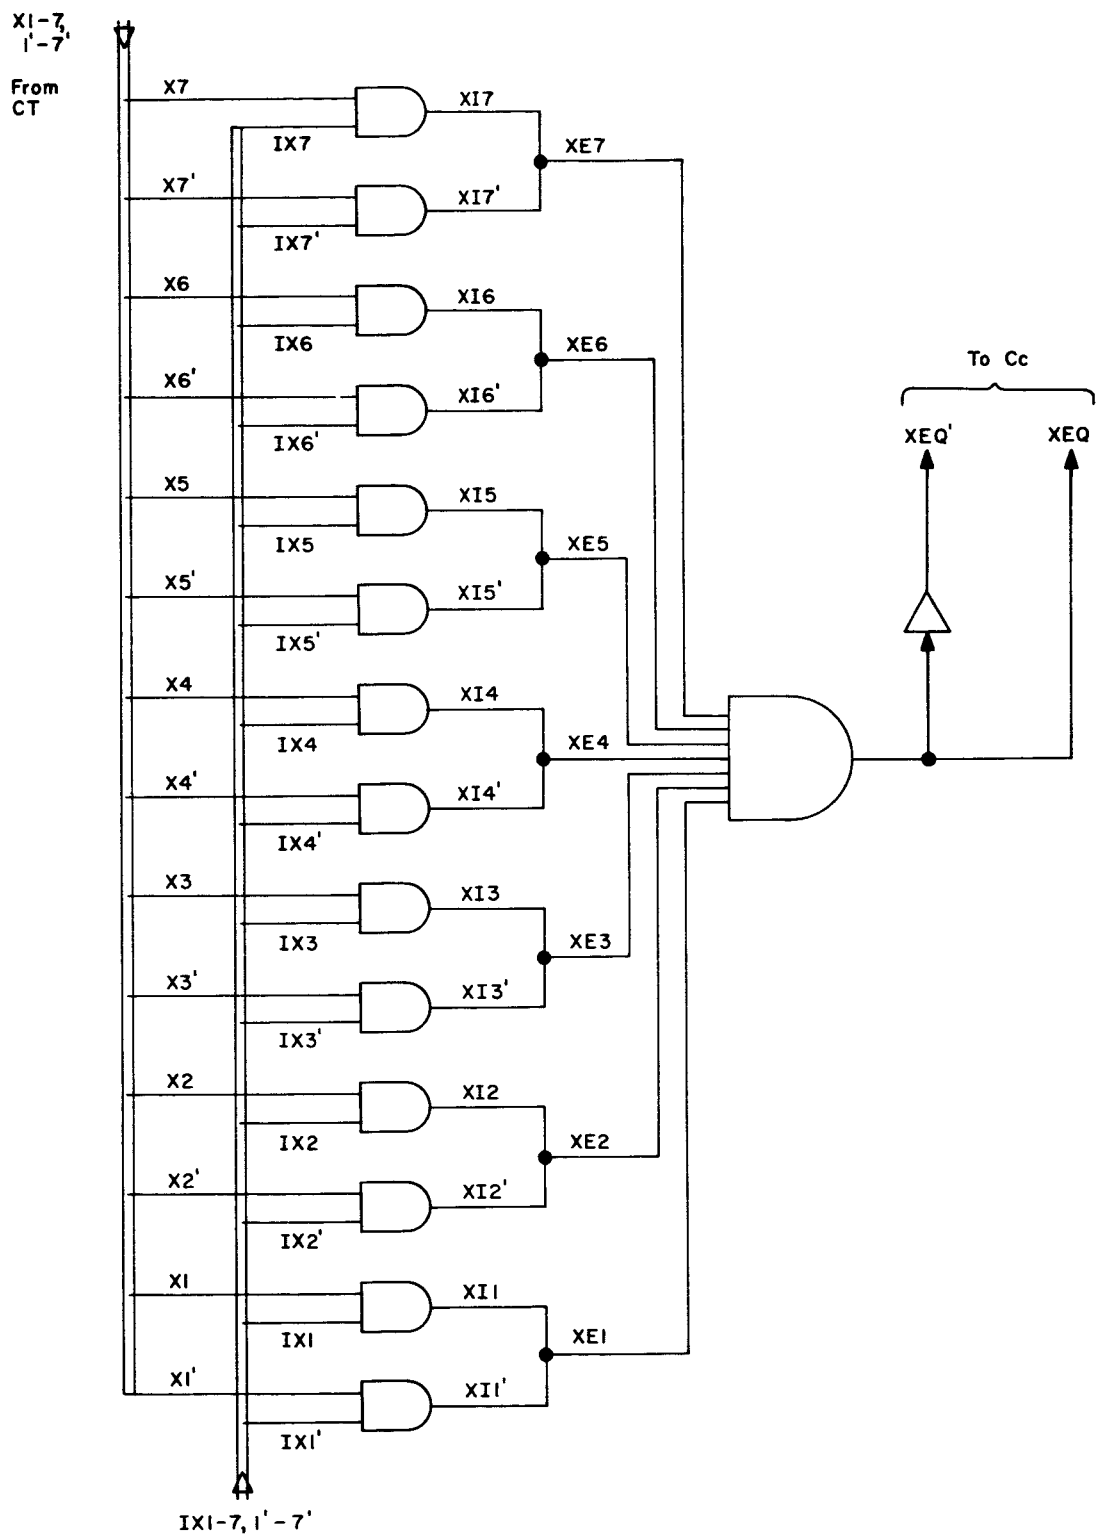 X1-7,
1'-7'
From
CT
X7
XI7
IX7
XE7
X7'
XI7'
IX7'
X6
XI6
IX6
XE6
To Cc
X6'
XI6'
IX6'
XEQ'
XEQ
X5
XI5
IX5
XE5
X5'
XI5'
IX5'
X4
XI4
IX4
XE4
X4'
XI4'
IX4'
X3
XI3
IX3
XE3
X3'
XI3'
IX3'
X2
XI2
IX2
XE2
X2'
XI2'
IX2'
X1
XI1
IX1
XE1
X1'
XI1'
IX1'
IX1-7, 1'-7'